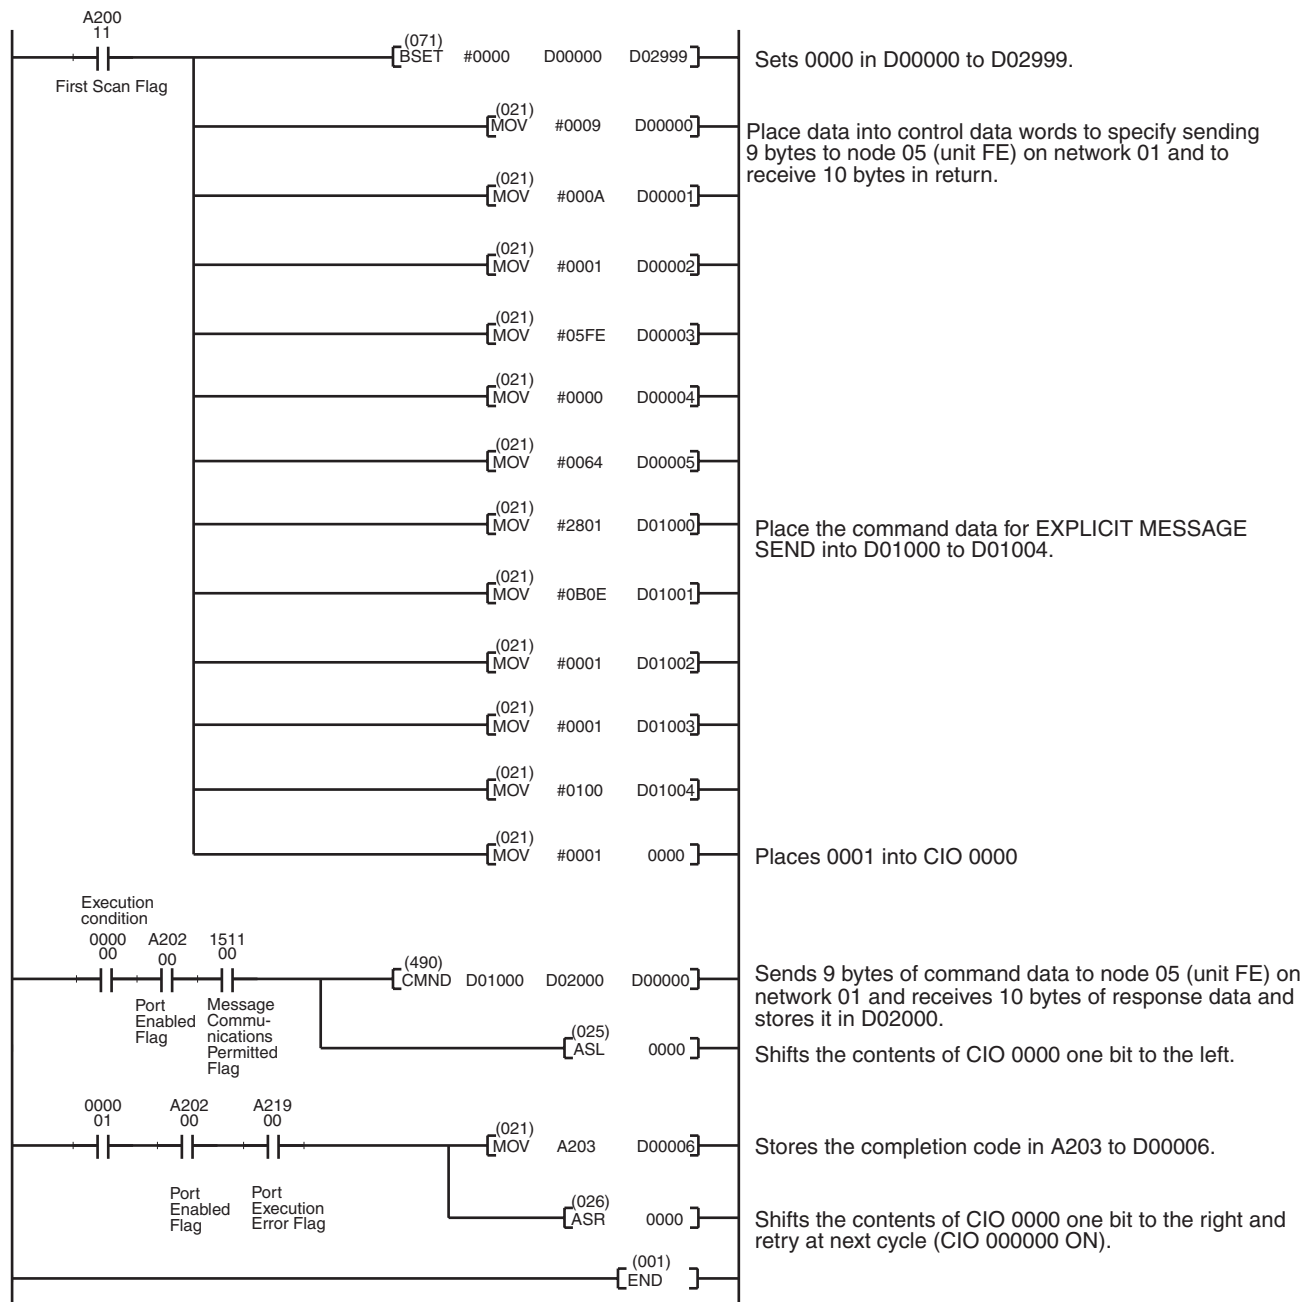 A200
11
First Scan Flag
(071)
BSET #0000 D00000 D02999
Sets 0000 in D00000 to D02999.
(021)
MOV #0009 D00000
Place data into control data words to specify sending
9 bytes to node 05 (unit FE) on network 01 and to
receive 10 bytes in return.
(021)
MOV #000A D00001
(021)
MOV #0001 D00002
(021)
MOV #05FE D00003
(021)
MOV #0000 D00004
(021)
MOV #0064 D00005
(021)
MOV #2801 D01000
Place the command data for EXPLICIT MESSAGE
SEND into D01000 to D01004.
(021)
MOV #0B0E D01001
(021)
MOV #0001 D01002
(021)
MOV #0001 D01003
(021)
MOV #0100 D01004
(021)
MOV #0001 0000
Places 0001 into CIO 0000
Execution
condition
0000 A202 1511
00 00 00
Port
Enabled
Flag
Message
Commu-
nications
Permitted
Flag
(490)
CMND D01000 D02000 D00000
Sends 9 bytes of command data to node 05 (unit FE) on
network 01 and receives 10 bytes of response data and
stores it in D02000.
(025)
ASL 0000
Shifts the contents of CIO 0000 one bit to the left.
0000 A202 A219
01 00 00
Port
Enabled
Flag
Port
Execution
Error Flag
(021)
MOV A203 D00006
Stores the completion code in A203 to D00006.
(026)
ASR 0000
Shifts the contents of CIO 0000 one bit to the right and
retry at next cycle (CIO 000000 ON).
(001)
END